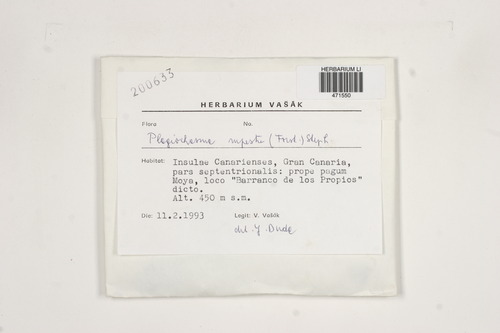 200633
HERBARIUM LI
471550
HERBARIUM VAŠÁK
Flora No.
Plagiochasma rupestre (Forst.) Steph.
Habitat: Insulae Canarienses, Gran Canaria,
pars septentrionalis: prope pagum
Moya, loco "Barranco de los Propios"
dicto.
Alt. 450 m s.m.
Die: 11.2.1993 Legit: V. Vašák
det. J. Duda